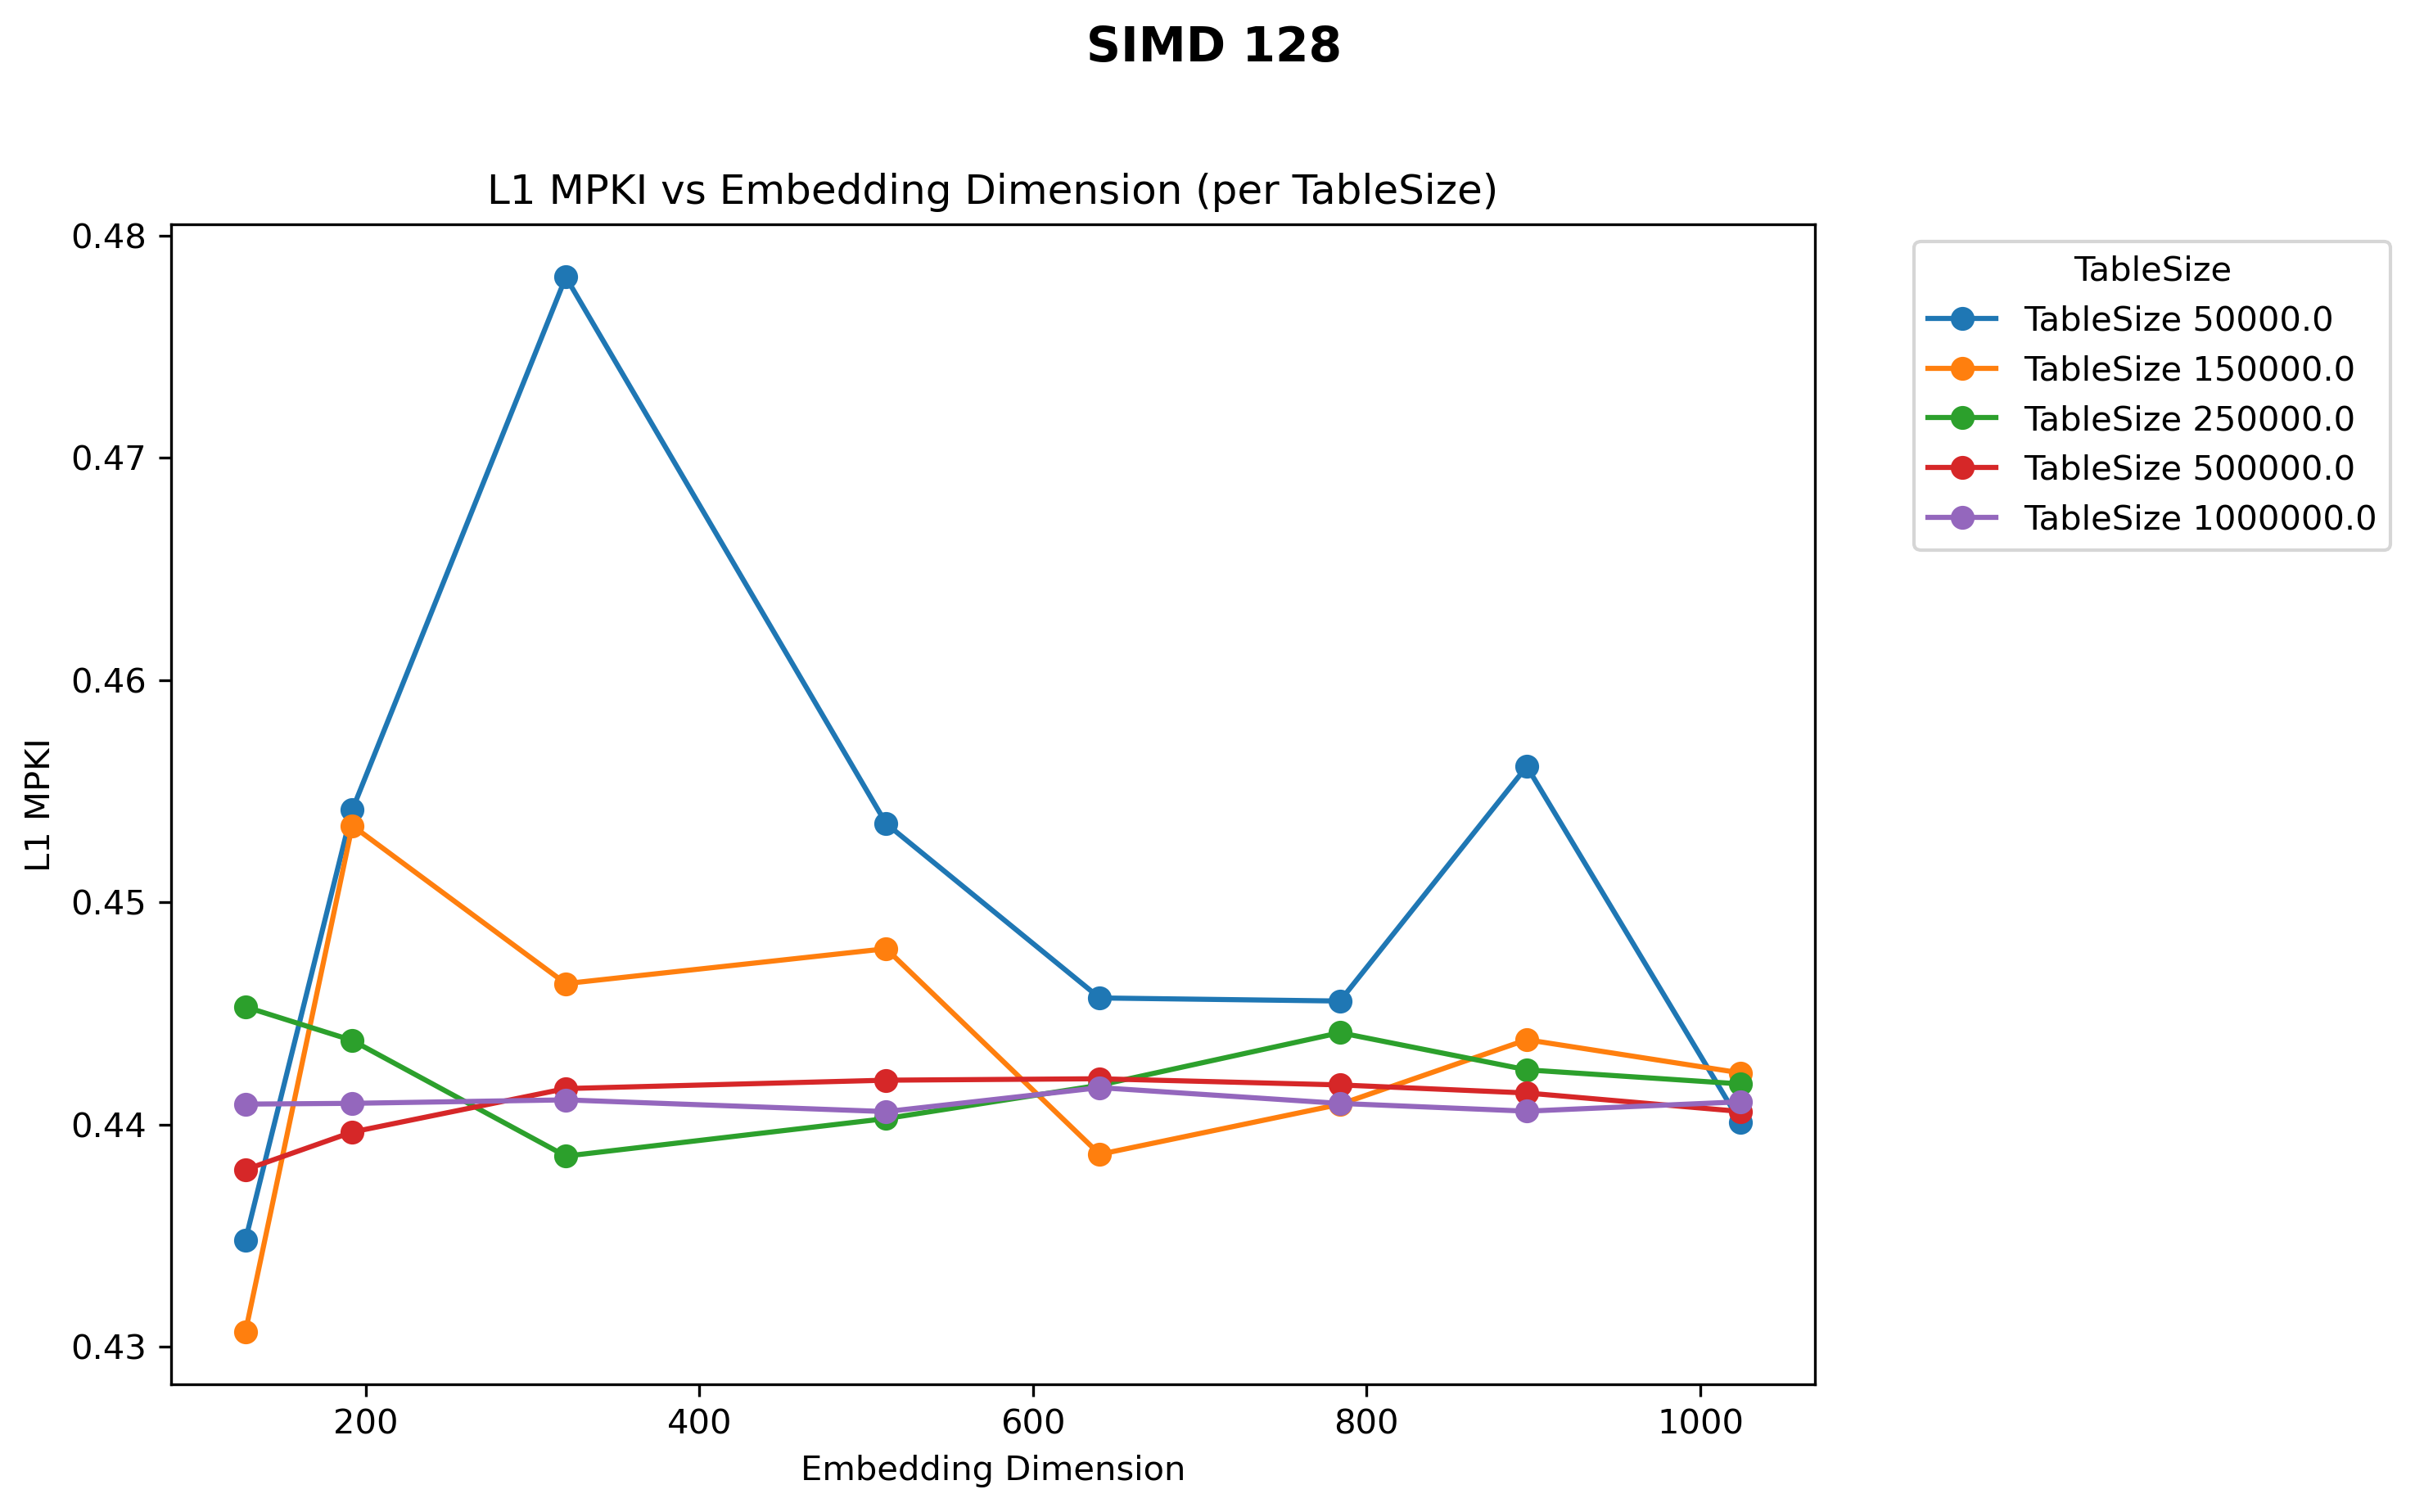 SIMD 128
L1 MPKI vs Embedding Dimension (per TableSize)
0.48
0.47
0.46
0.45
0.44
0.43
L1 MPKI
200
400
600
800
1000
Embedding Dimension
TableSize
TableSize 50000.0
TableSize 150000.0
TableSize 250000.0
TableSize 500000.0
TableSize 1000000.0